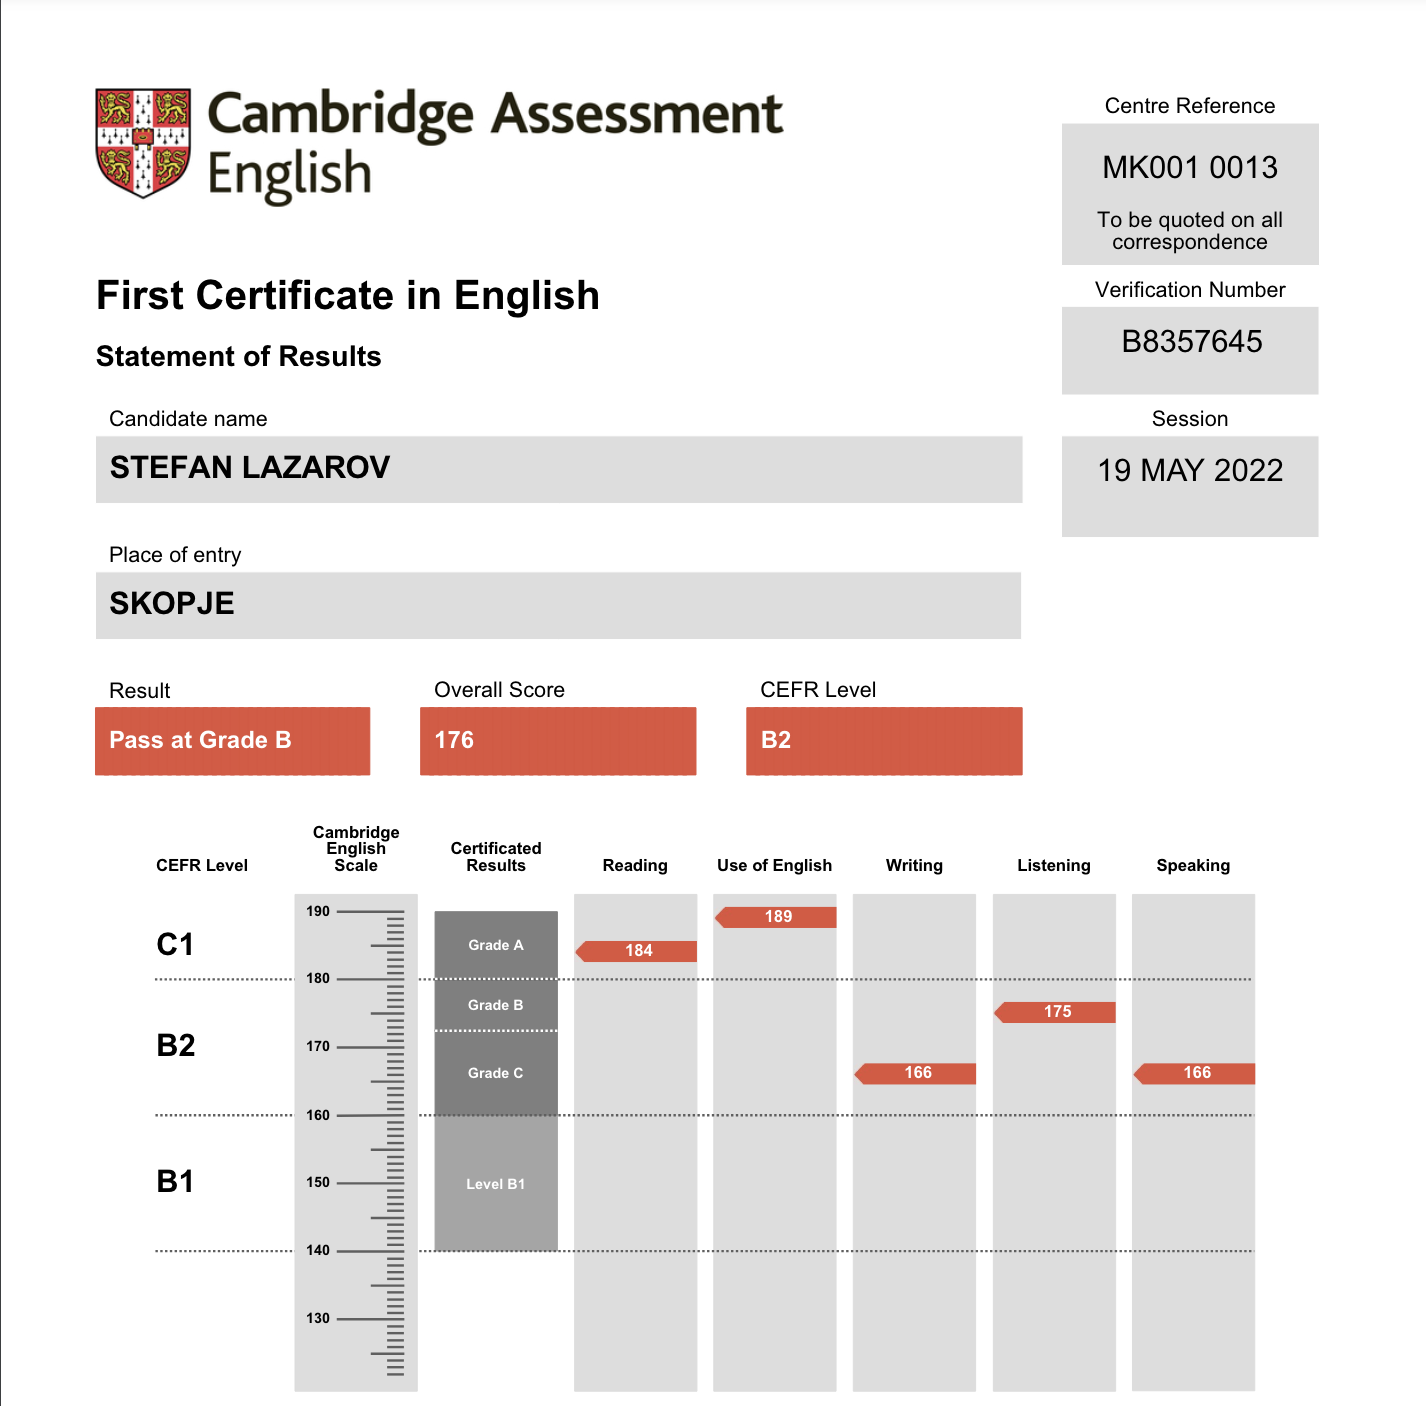 Cambridge Assessment
English
Centre Reference
MK001 0013
To be quoted on all
correspondence
Verification Number
B8357645
Session
19 MAY 2022
First Certificate in English
Statement of Results
Candidate name
STEFAN LAZAROV
Place of entry
SKOPJE
Result
Overall Score
CEFR Level
Pass at Grade B
176
B2
CEFR Level
Cambridge
English
Scale
Certificated
Results
Reading
Use of English
Writing
Listening
Speaking
190
189
C1
Grade A
184
180
Grade B
175
B2
170
Grade C
166
166
160
B1
150
Level B1
140
130